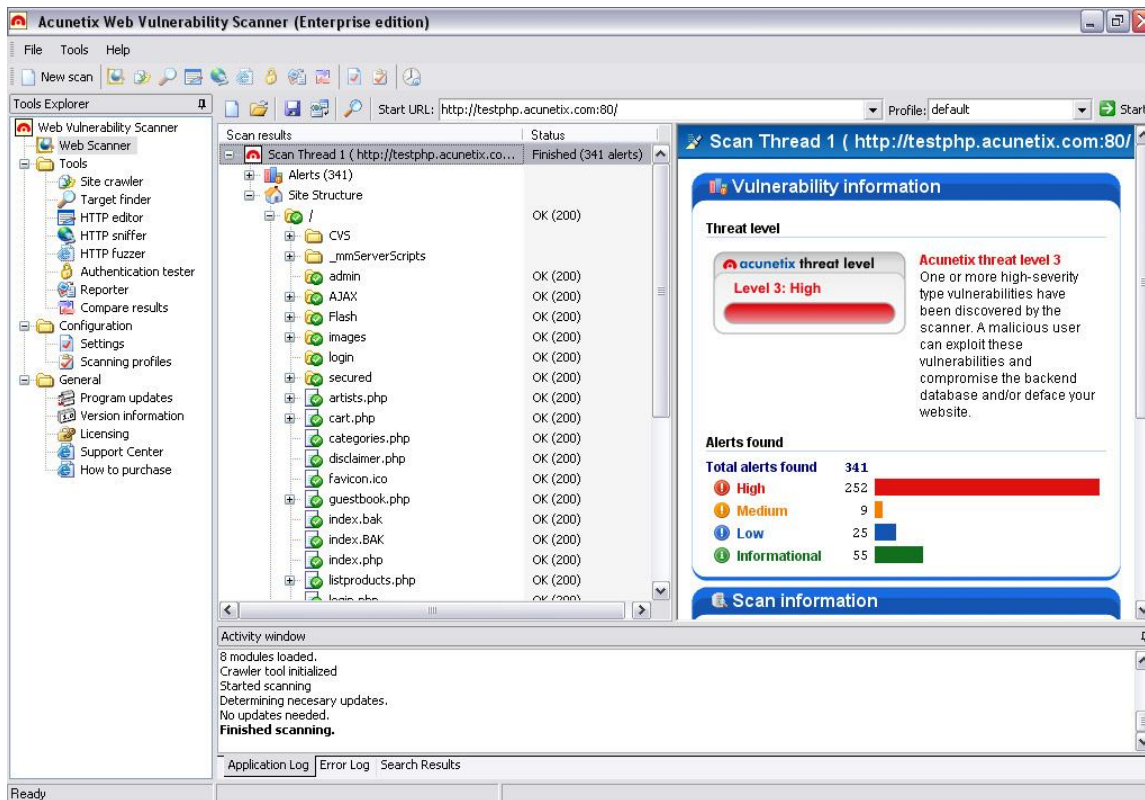 Acunetix Web Vulnerability Scanner (Enterprise edition)
File Tools Help
New scan
Tools Explorer
Web Vulnerability Scanner
Web Scanner
Tools
Site crawler
Target finder
HTTP editor
HTTP sniffer
HTTP fuzzer
Authentication tester
Reporter
Compare results
Configuration
Settings
Scanning profiles
General
Program updates
Version information
Licensing
Support Center
How to purchase
Start URL: http://testphp.acunetix.com:80/ Profile: default Start
Scan results Status
Scan Thread 1 ( http://testphp.acunetix.co... Finished (341 alerts)
Alerts (341)
Site Structure
/ OK (200)
CVS
_mmServerScripts
admin OK (200)
AJAX OK (200)
Flash OK (200)
images OK (200)
login OK (200)
secured OK (200)
artists.php OK (200)
cart.php OK (200)
categories.php OK (200)
disclaimer.php OK (200)
favicon.ico OK (200)
guestbook.php OK (200)
index.bak OK (200)
index.BAK OK (200)
index.php OK (200)
listproducts.php OK (200)
login.php OK (200)
Scan Thread 1 ( http://testphp.acunetix.com:80/
Vulnerability information
Threat level
acunetix threat level
Level 3: High
Acunetix threat level 3
One or more high-severity
type vulnerabilities have
been discovered by the
scanner. A malicious user
can exploit these
vulnerabilities and
compromise the backend
database and/or deface your
website.
Alerts found
Total alerts found 341
High 252
Medium 9
Low 25
Informational 55
Scan information
Activity window
8 modules loaded.
Crawler tool initialized
Started scanning
Determining necesary updates.
No updates needed.
Finished scanning.
Application Log Error Log Search Results
Ready